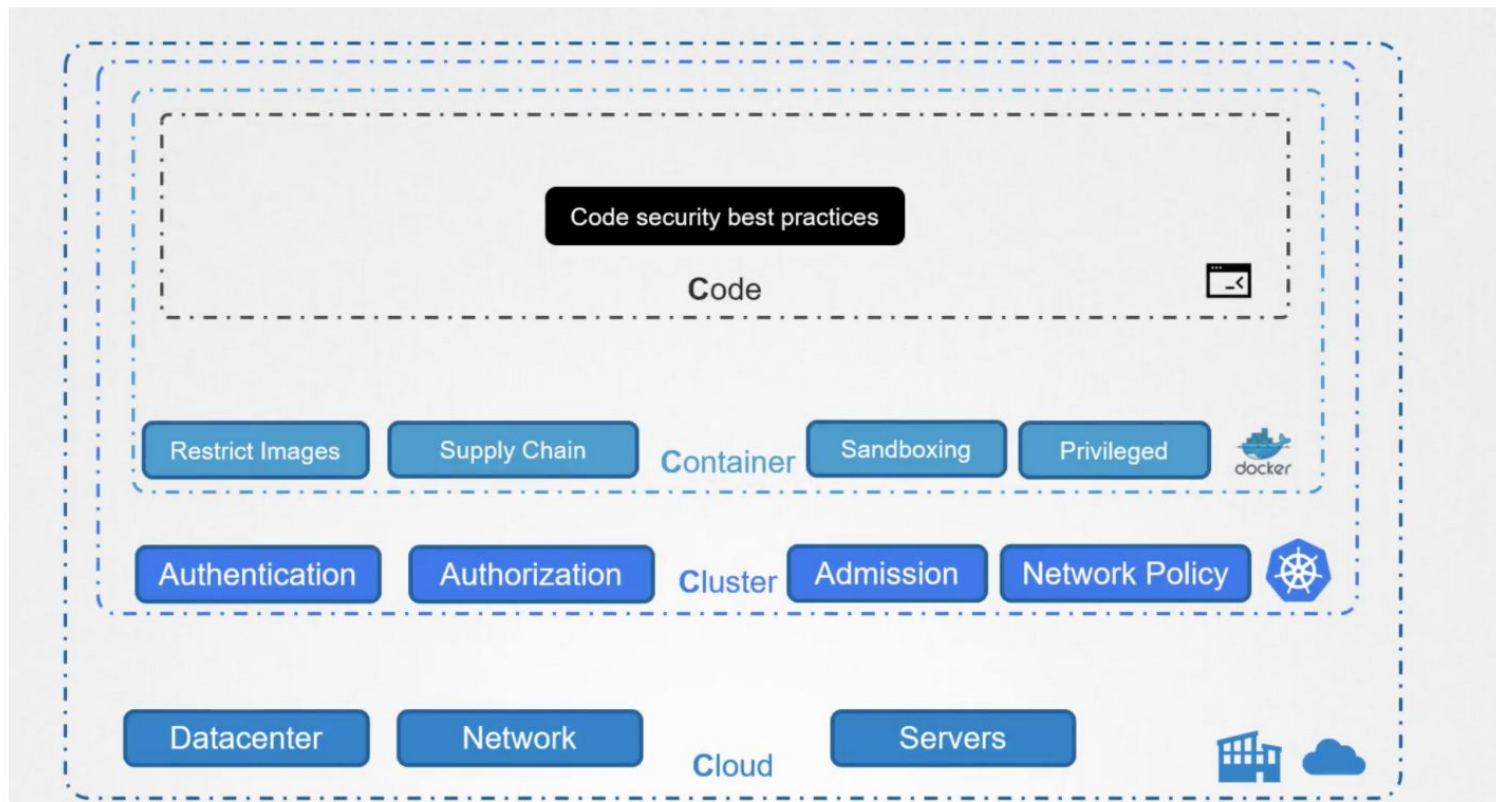 Code security best practices
Code
Restrict Images
Supply Chain
Container
Sandboxing
Privileged
docker
Authentication
Authorization
Cluster
Admission
Network Policy
Datacenter
Network
Cloud
Servers